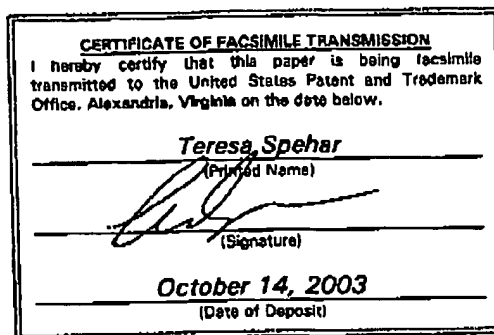 CERTIFICATE OF FACSIMILE TRANSMISSION
I hereby certify that this paper is being facsimile
transmitted to the United States Patent and Trademark
Office, Alexandria, Virginia on the date below.
Teresa Spehar
(Printed Name)
(Signature)
October 14, 2003
(Date of Deposit)